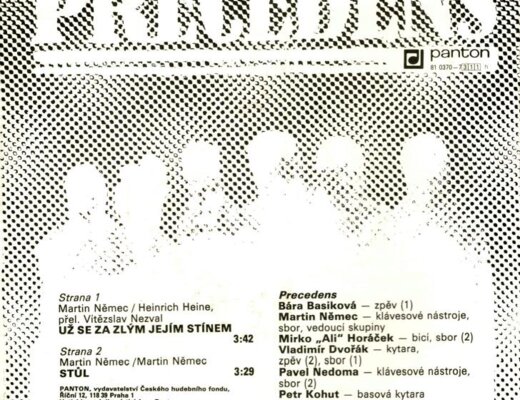 PRECEDENS
panton
81 0370–7311 h
Strana 1
Martin Němec / Heinrich Heine,
přel. Vítězslav Nezval
UŽ SE ZA ZLÝM JEJÍM STÍNEM
3:42
Strana 2
Martin Němec/Martin Němec
STŮL 3:29
PANTON, vydavatelství Českého hudebního fondu,
Říční 12, 118 39 Praha 1
Precedens
Bára Basiková – zpěv (1)
Martin Němec – klávesové nástroje,
sbor, vedoucí skupiny
Mirko „Ali" Horáček – bicí, sbor (2)
Vladimír Dvořák – kytara,
zpěv (2), sbor (1)
Pavel Nedoma – klávesové nástroje,
sbor (2)
Petr Kohut – basová kytara